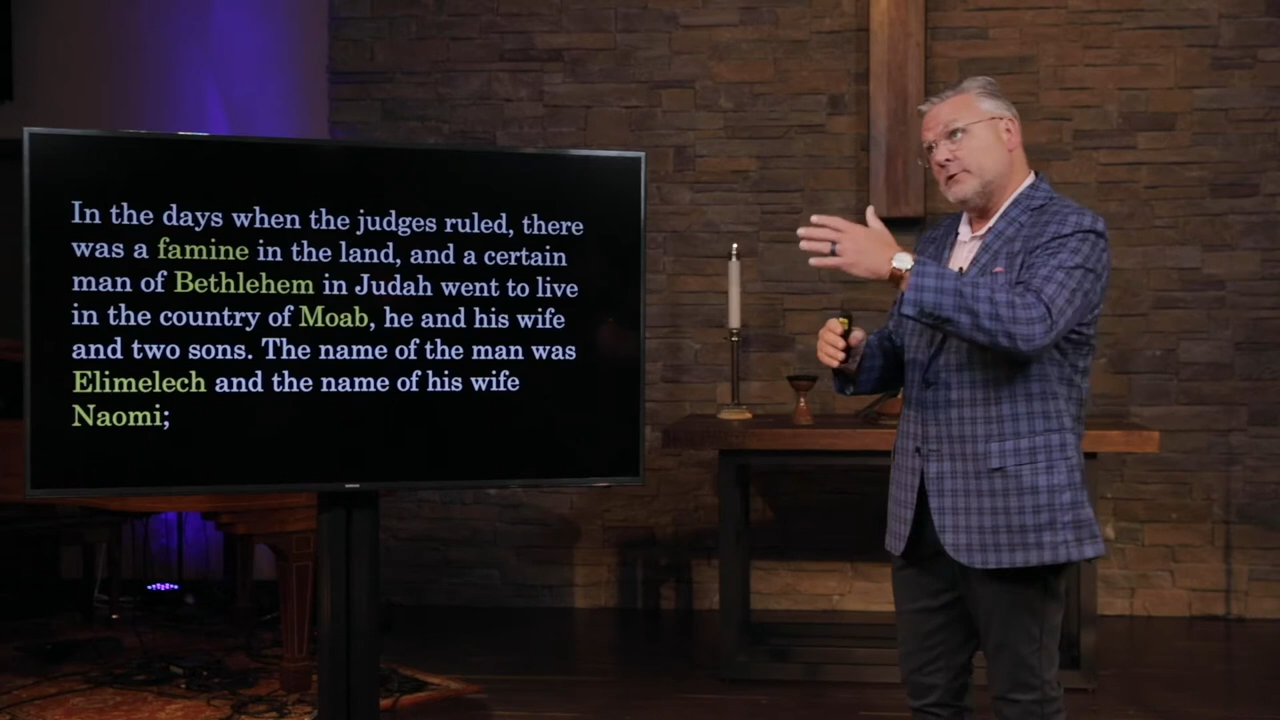 In the days when the judges ruled, there
was a famine in the land, and a certain
man of Bethlehem in Judah went to live
in the country of Moab, he and his wife
and two sons. The name of the man was
Elimelech and the name of his wife
Naomi;
SAMSUNG